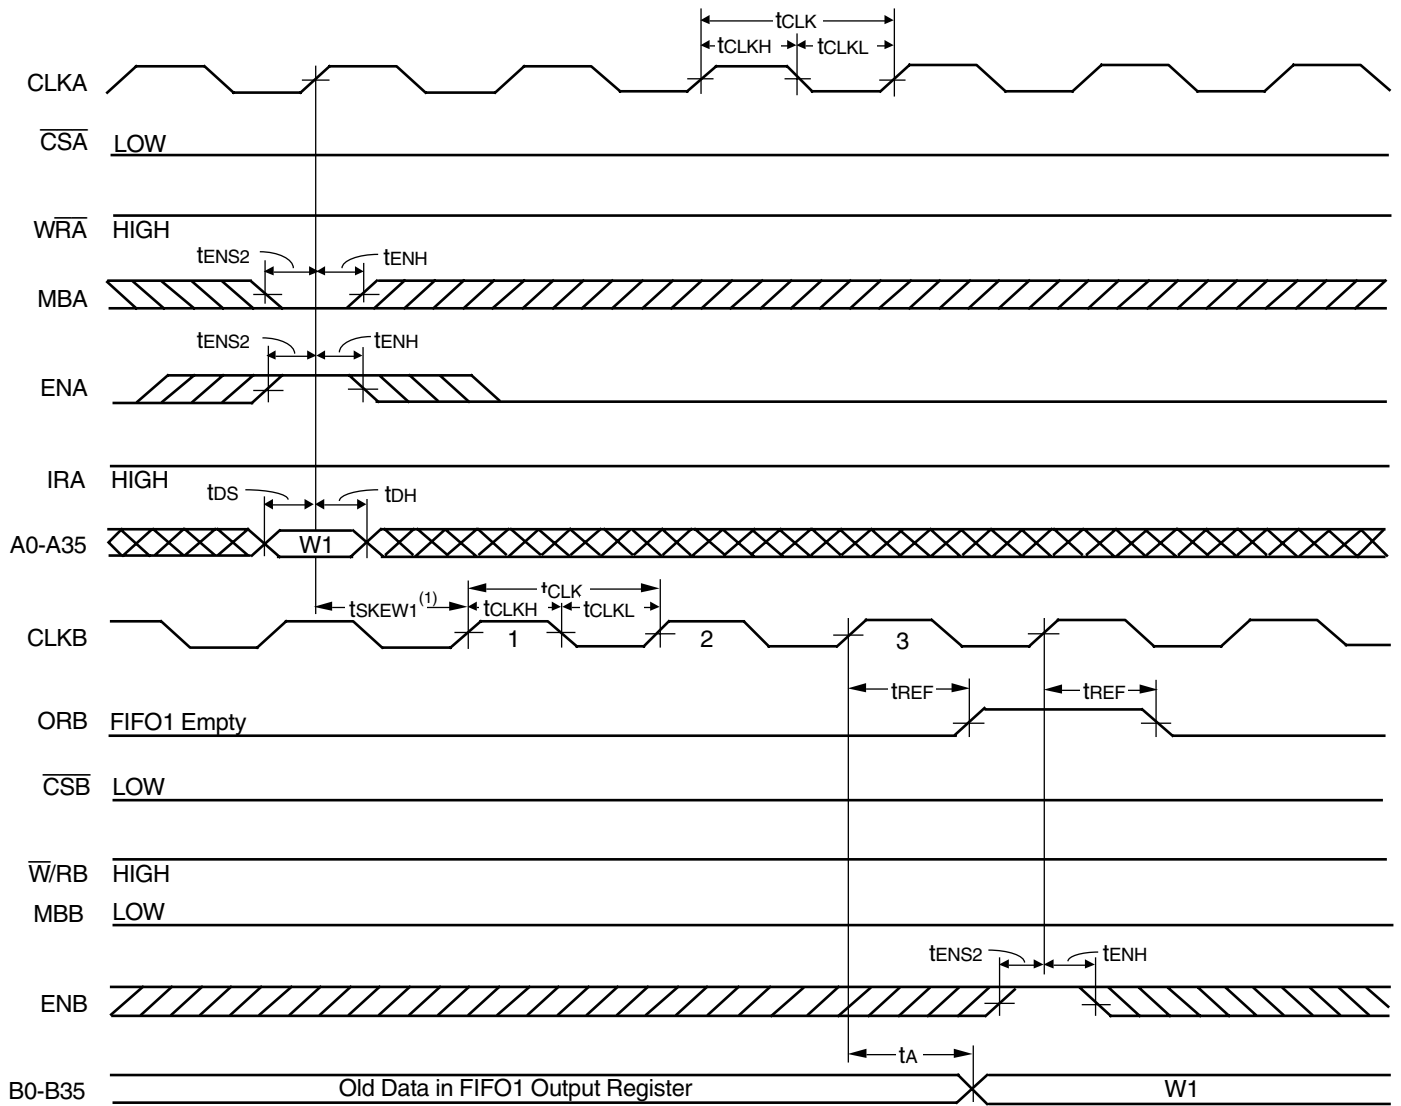 tCLK
tCLKH tCLKL
CLKA
CSA LOW
WRA HIGH
tENS2 tENH
MBA
tENS2 tENH
ENA
IRA HIGH
tDS tDH
A0-A35 W1
tCLK
tSKEW1(1) tCLKH tCLKL
CLKB 1 2 3
tREF tREF
ORB FIFO1 Empty
CSB LOW
W/RB HIGH
MBB LOW
tENS2 tENH
ENB
tA
B0-B35 Old Data in FIFO1 Output Register W1